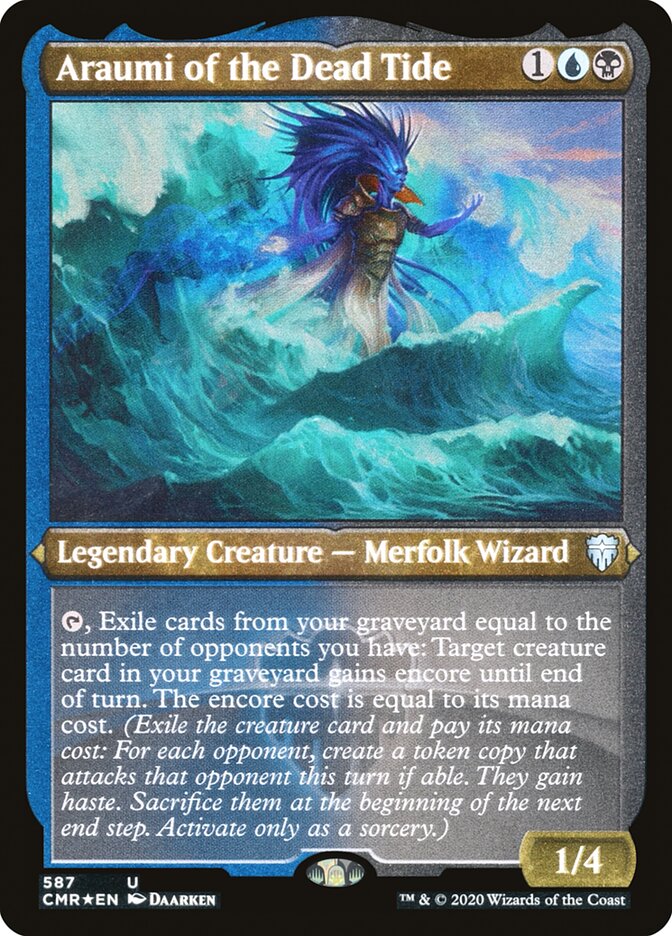 Araumi of the Dead Tide 1
Legendary Creature — Merfolk Wizard
, Exile cards from your graveyard equal to the
number of opponents you have: Target creature
card in your graveyard gains encore until end
of turn. The encore cost is equal to its mana
cost. (Exile the creature card and pay its mana
cost: For each opponent, create a token copy that
attacks that opponent this turn if able. They gain
haste. Sacrifice them at the beginning of the next
end step. Activate only as a sorcery.)
1/4
587 U
CMR★EN DAARKEN ™ & © 2020 Wizards of the Coast